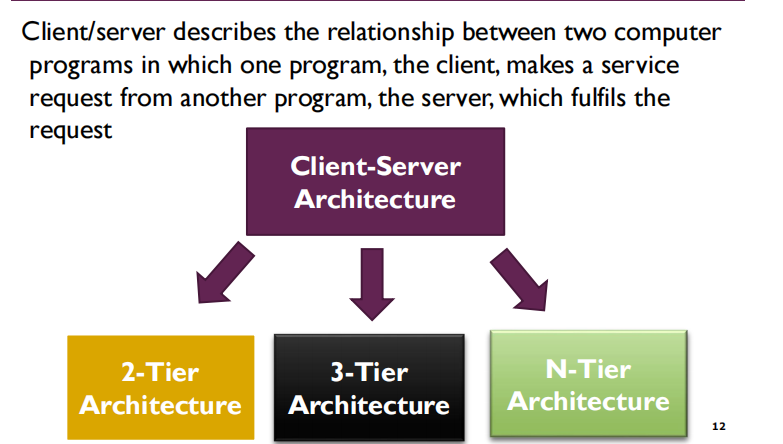 Client/server describes the relationship between two computer
programs in which one program, the client, makes a service
request from another program, the server, which fulfils the
request
Client-Server
Architecture
2-Tier
Architecture
3-Tier
Architecture
N-Tier
Architecture
12